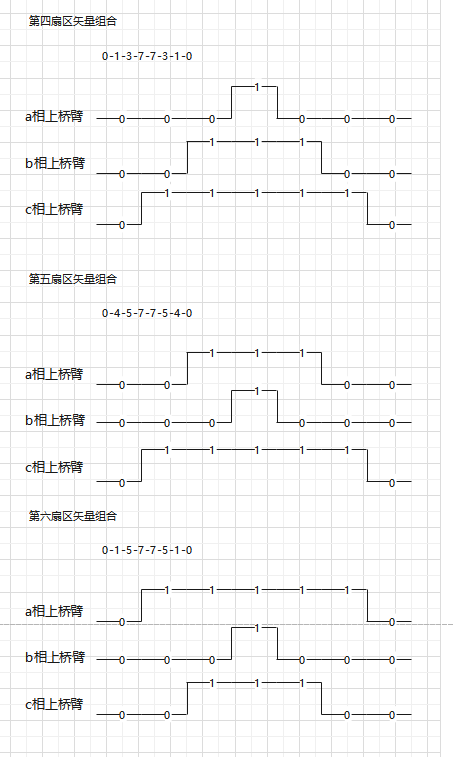 第四扇区矢量组合
0-1-3-7-7-3-1-0
a相上桥臂 0 0 0 1 0 0 0
b相上桥臂 0 0 1 1 1 0 0
c相上桥臂 0 1 1 1 1 1 0
第五扇区矢量组合
0-4-5-7-7-5-4-0
a相上桥臂 0 0 1 1 1 0 0
b相上桥臂 0 0 0 1 0 0 0
c相上桥臂 0 1 1 1 1 1 0
第六扇区矢量组合
0-1-5-7-7-5-1-0
a相上桥臂 0 1 1 1 1 1 0
b相上桥臂 0 0 0 1 0 0 0
c相上桥臂 0 0 1 1 1 0 0